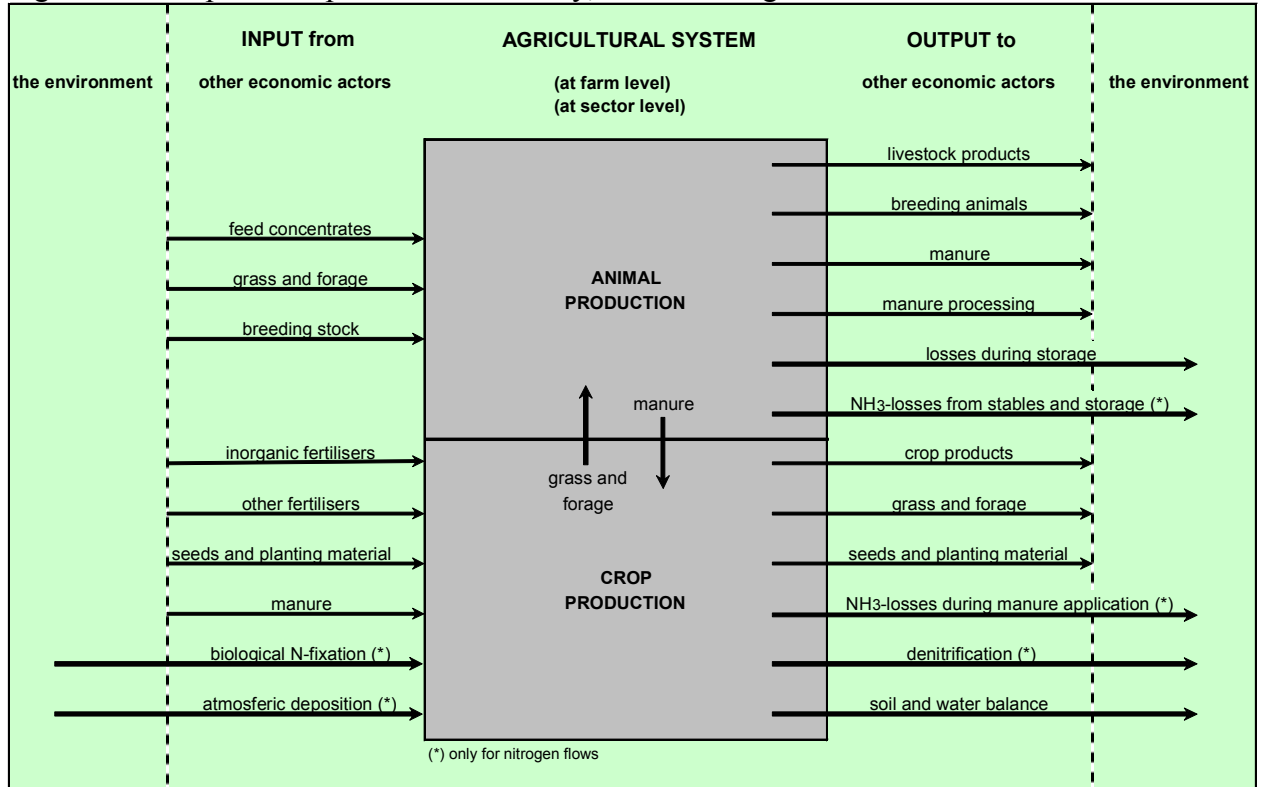 INPUT from
AGRICULTURAL SYSTEM
OUTPUT to
the environment
other economic actors
(at farm level)
(at sector level)
other economic actors
the environment
livestock products
breeding animals
feed concentrates
manure
grass and forage
ANIMAL
PRODUCTION
manure processing
breeding stock
losses during storage
manure
NH3-losses from stables and storage (*)
inorganic fertilisers
crop products
grass and
forage
other fertilisers
grass and forage
seeds and planting material
seeds and planting material
CROP
PRODUCTION
manure
NH3-losses during manure application (*)
biological N-fixation (*)
denitrification (*)
atmosferic deposition (*)
soil and water balance
(*) only for nitrogen flows